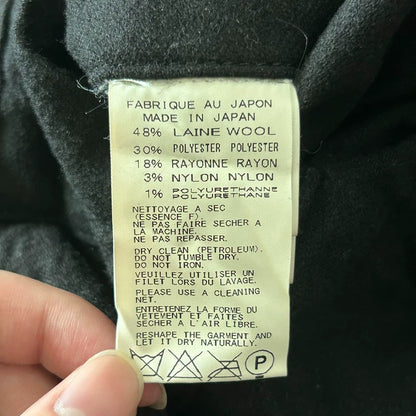 FABRIQUE AU JAPON
MADE IN JAPAN
48% LAINE WOOL
30% POLYESTER POLYESTER
18% RAYONNE RAYON
3% NYLON NYLON
1% POLYURETHANNE POLYURETHANE
NETTOYAGE A SEC
(ESSENCE F).
NE PAS FAIRE SECHER A
LA MACHINE.
NE PAS REPASSER.
DRY CLEAN (PETROLEUM).
DO NOT TUMBLE DRY.
DO NOT IRON.
VEUILLEZ UTILISER UN
FILET LORS DU LAVAGE.
PLEASE USE A CLEANING
NET.
ENTRETENEZ LA FORME DU
VETEMENT ET FAITES
SECHER A L'AIR LIBRE.
RESHAPE THE GARMENT AND
LET IT DRY NATURALLY.
P